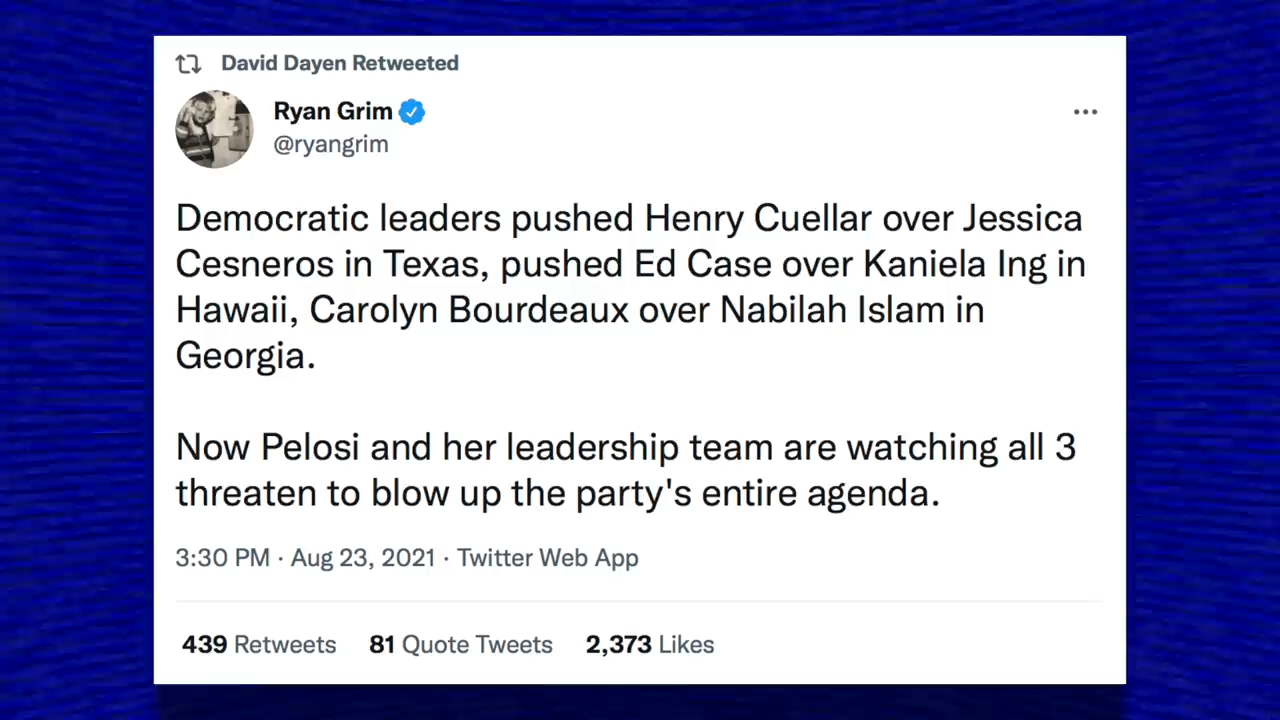 David Dayen Retweeted
Ryan Grim
@ryangrim
Democratic leaders pushed Henry Cuellar over Jessica
Cesneros in Texas, pushed Ed Case over Kaniela Ing in
Hawaii, Carolyn Bourdeaux over Nabilah Islam in
Georgia.
Now Pelosi and her leadership team are watching all 3
threaten to blow up the party's entire agenda.
3:30 PM · Aug 23, 2021 · Twitter Web App
439 Retweets 81 Quote Tweets 2,373 Likes